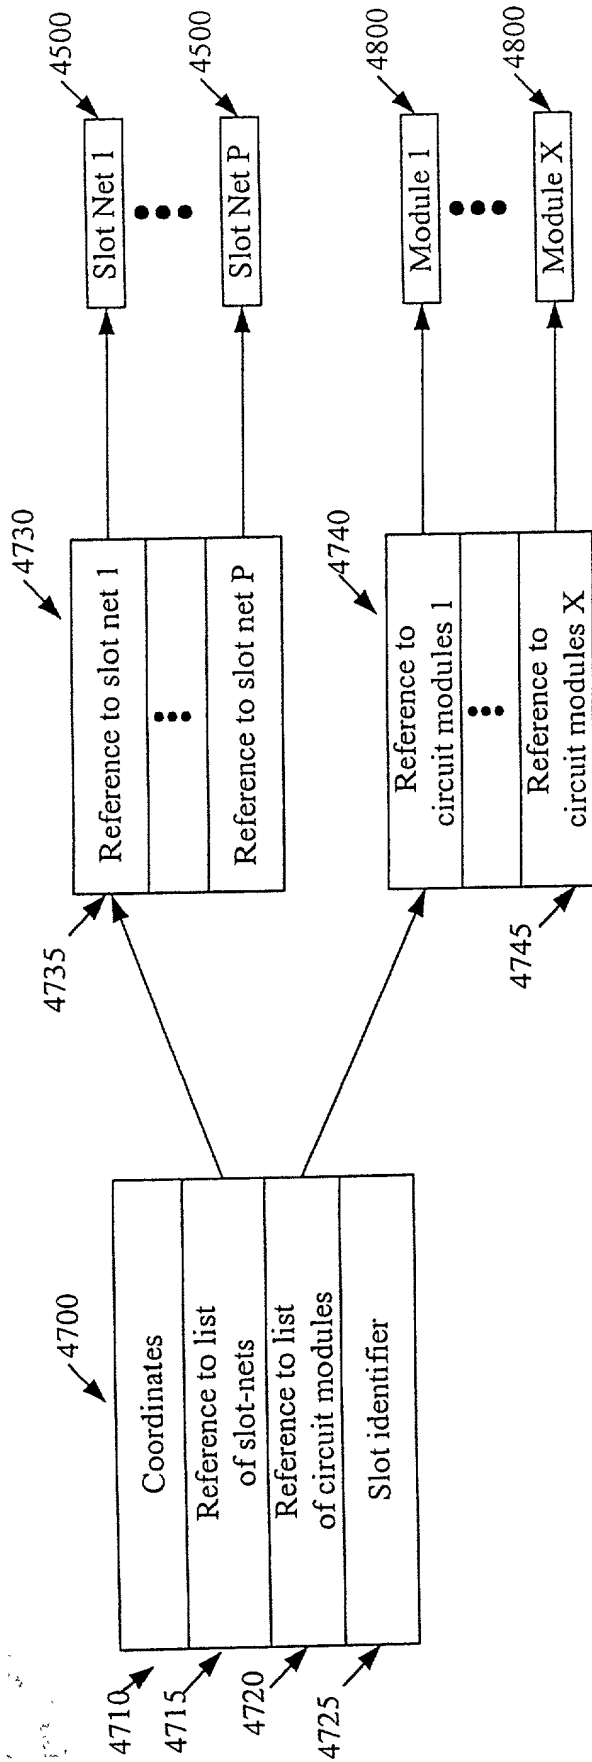 4700
4710
Coordinates
4715
Reference to list
of slot-nets
4720
Reference to list
of circuit modules
4725
Slot identifier
4730
4735
Reference to slot net 1
Reference to slot net P
4740
Reference to
circuit modules 1
Reference to
circuit modules X
4745
4500
Slot Net 1
4500
Slot Net P
4800
Module 1
4800
Module X